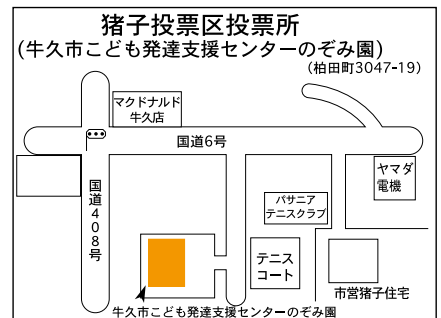 猪子投票区投票所
(牛久市こども発達支援センターのぞみ園)
(柏田町3047-19)
マクドナルド
牛久店
国道6号
ヤマダ
電機
国道408号
パサニア
テニスクラブ
テニス
コート
市営猪子住宅
牛久市こども発達支援センターのぞみ園